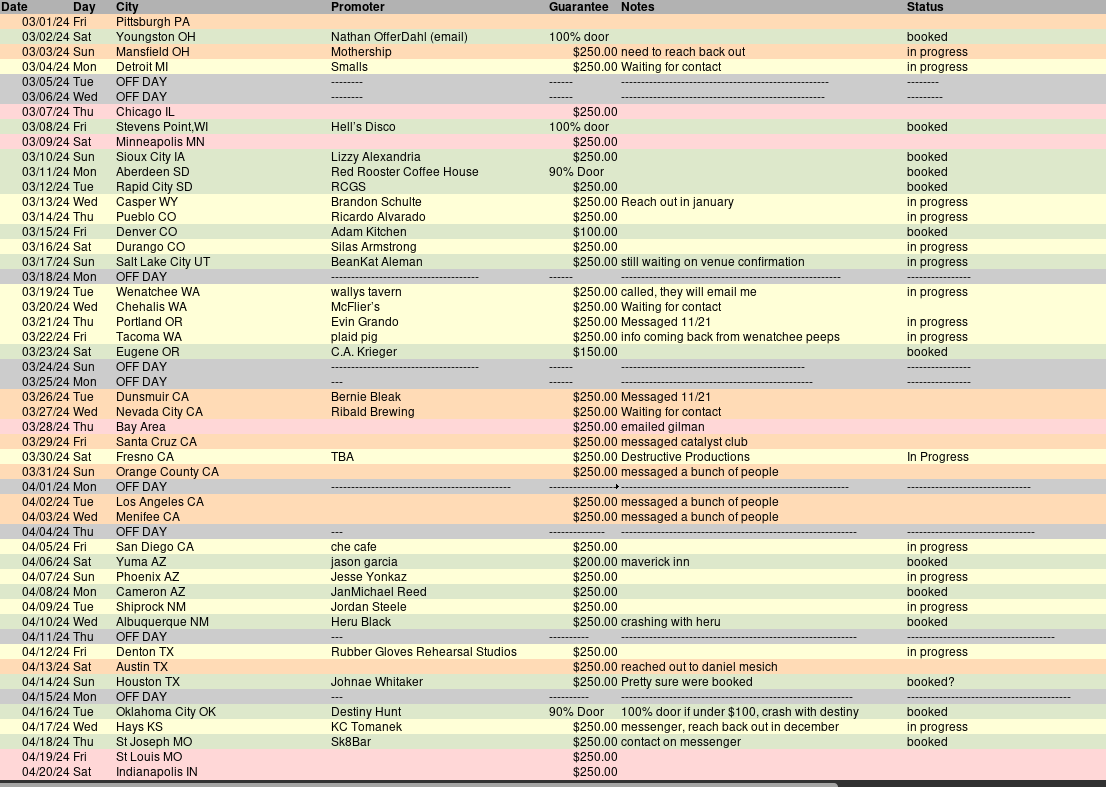 Date Day City Promoter Guarantee Notes Status
03/01/24 Fri Pittsburgh PA
03/02/24 Sat Youngston OH Nathan OfferDahl (email) 100% door booked
03/03/24 Sun Mansfield OH Mothership $250.00 need to reach back out in progress
03/04/24 Mon Detroit MI Smalls $250.00 Waiting for contact in progress
03/05/24 Tue OFF DAY -------- ------ ---------------------------------------------------- --------
03/06/24 Wed OFF DAY -------- ------ -------------------------------------------------- ---------
03/07/24 Thu Chicago IL $250.00
03/08/24 Fri Stevens Point,WI Hell's Disco 100% door booked
03/09/24 Sat Minneapolis MN $250.00
03/10/24 Sun Sioux City IA Lizzy Alexandria $250.00 booked
03/11/24 Mon Aberdeen SD Red Rooster Coffee House 90% Door booked
03/12/24 Tue Rapid City SD RCGS $250.00 booked
03/13/24 Wed Casper WY Brandon Schulte $250.00 Reach out in january in progress
03/14/24 Thu Pueblo CO Ricardo Alvarado $250.00 in progress
03/15/24 Fri Denver CO Adam Kitchen $100.00 booked
03/16/24 Sat Durango CO Silas Armstrong $250.00 in progress
03/17/24 Sun Salt Lake City UT BeanKat Aleman $250.00 still waiting on venue confirmation in progress
03/18/24 Mon OFF DAY ------------------------------------- ------ ------------------------------------------------------- ----------------
03/19/24 Tue Wenatchee WA wallys tavern $250.00 called, they will email me in progress
03/20/24 Wed Chehalis WA McFlier's $250.00 Waiting for contact
03/21/24 Thu Portland OR Evin Grando $250.00 Messaged 11/21 in progress
03/22/24 Fri Tacoma WA plaid pig $250.00 info coming back from wenatchee peeps in progress
03/23/24 Sat Eugene OR C.A. Krieger $150.00 booked
03/24/24 Sun OFF DAY ------------------------------------- ------ ---------------------------------------------- ----------------
03/25/24 Mon OFF DAY --- ------ ------------------------------------------------ ----------------
03/26/24 Tue Dunsmuir CA Bernie Bleak $250.00 Messaged 11/21
03/27/24 Wed Nevada City CA Ribald Brewing $250.00 Waiting for contact
03/28/24 Thu Bay Area $250.00 emailed gilman
03/29/24 Fri Santa Cruz CA $250.00 messaged catalyst club
03/30/24 Sat Fresno CA TBA $250.00 Destructive Productions In Progress
03/31/24 Sun Orange County CA $250.00 messaged a bunch of people
04/01/24 Mon OFF DAY --------------------------------------------- ----------------- --------------------------------------------------------- -------------------------------
04/02/24 Tue Los Angeles CA $250.00 messaged a bunch of people
04/03/24 Wed Menifee CA $250.00 messaged a bunch of people
04/04/24 Thu OFF DAY --- -------------- ----------------------------------------------------------- --------------------------------
04/05/24 Fri San Diego CA che cafe $250.00 in progress
04/06/24 Sat Yuma AZ jason garcia $200.00 maverick inn booked
04/07/24 Sun Phoenix AZ Jesse Yonkaz $250.00 in progress
04/08/24 Mon Cameron AZ JanMichael Reed $250.00 booked
04/09/24 Tue Shiprock NM Jordan Steele $250.00 in progress
04/10/24 Wed Albuquerque NM Heru Black $250.00 crashing with heru booked
04/11/24 Thu OFF DAY --- ---------- ----------------------------------------------------------- -------------------------------------
04/12/24 Fri Denton TX Rubber Gloves Rehearsal Studios $250.00 in progress
04/13/24 Sat Austin TX $250.00 reached out to daniel mesich
04/14/24 Sun Houston TX Johnae Whitaker $250.00 Pretty sure were booked booked?
04/15/24 Mon OFF DAY --- ---------- ---------------------------------------------------------- -----------------------------------------
04/16/24 Tue Oklahoma City OK Destiny Hunt 90% Door 100% door if under $100, crash with destiny booked
04/17/24 Wed Hays KS KC Tomanek $250.00 messenger, reach back out in december in progress
04/18/24 Thu St Joseph MO Sk8Bar $250.00 contact on messenger booked
04/19/24 Fri St Louis MO $250.00
04/20/24 Sat Indianapolis IN $250.00